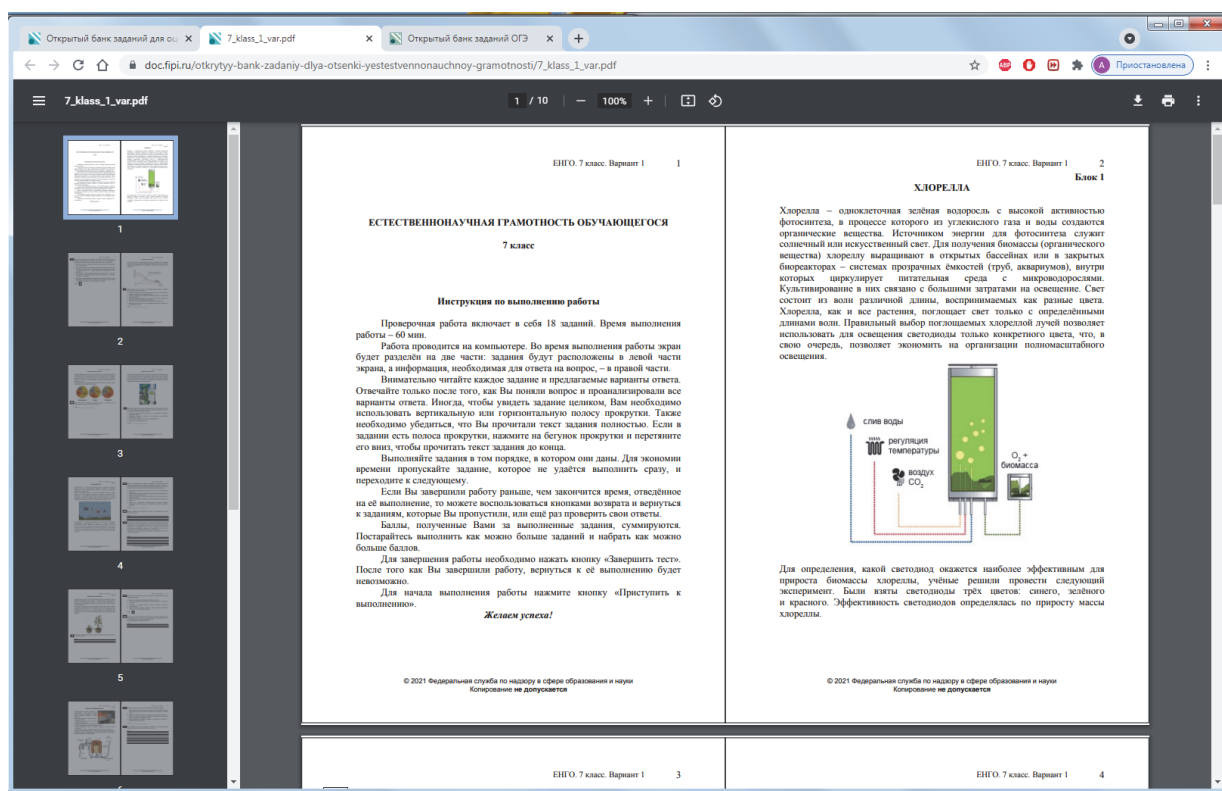 Открытый банк заданий для оц
7_klass_1_var.pdf
Открытый банк заданий ОГЭ
doc.fipi.ru/otkrytyy-bank-zadaniy-dlya-otsenki-yestestvennonauchnoy-gramotnosti/7_klass_1_var.pdf
ABP
А Приостановлена
7_klass_1_var.pdf
1 / 10
100%
1
2
3
4
5
ЕНГО. 7 класс. Вариант 1 1
ЕСТЕСТВЕННОНАУЧНАЯ ГРАМОТНОСТЬ ОБУЧАЮЩЕГОСЯ
7 класс
Инструкция по выполнению работы
Проверочная работа включает в себя 18 заданий. Время выполнения
работы – 60 мин.
Работа проводится на компьютере. Во время выполнения работы экран
будет разделён на две части: задания будут расположены в левой части
экрана, а информация, необходимая для ответа на вопрос, – в правой части.
Внимательно читайте каждое задание и предлагаемые варианты ответа.
Отвечайте только после того, как Вы поняли вопрос и проанализировали все
варианты ответа. Иногда, чтобы увидеть задание целиком, Вам необходимо
использовать вертикальную или горизонтальную полосу прокрутки. Также
необходимо убедиться, что Вы прочитали текст задания полностью. Если в
задании есть полоса прокрутки, нажмите на бегунок прокрутки и перетяните
его вниз, чтобы прочитать текст задания до конца.
Выполняйте задания в том порядке, в котором они даны. Для экономии
времени пропускайте задание, которое не удаётся выполнить сразу, и
переходите к следующему.
Если Вы завершили работу раньше, чем закончится время, отведённое
на её выполнение, то можете воспользоваться кнопками возврата и вернуться
к заданиям, которые Вы пропустили, или ещё раз проверить свои ответы.
Баллы, полученные Вами за выполненные задания, суммируются.
Постарайтесь выполнить как можно больше заданий и набрать как можно
больше баллов.
Для завершения работы необходимо нажать кнопку «Завершить тест».
После того как Вы завершили работу, вернуться к её выполнению будет
невозможно.
Для начала выполнения работы нажмите кнопку «Приступить к
выполнению».
Желаем успеха!
© 2021 Федеральная служба по надзору в сфере образования и науки
Копирование не допускается
ЕНГО. 7 класс. Вариант 1 2
Блок 1
ХЛОРЕЛЛА
Хлорелла – одноклеточная зелёная водоросль с высокой активностью
фотосинтеза, в процессе которого из углекислого газа и воды создаются
органические вещества. Источником энергии для фотосинтеза служит
солнечный или искусственный свет. Для получения биомассы (органического
вещества) хлореллу выращивают в открытых бассейнах или в закрытых
биореакторах – системах прозрачных ёмкостей (труб, аквариумов), внутри
которых циркулирует питательная среда с микроводорослями.
Культивирование в них связано с большими затратами на освещение. Свет
состоит из волн различной длины, воспринимаемых как разные цвета.
Хлорелла, как и все растения, поглощает свет только с определёнными
длинами волн. Правильный выбор поглощаемых хлореллой лучей позволяет
использовать для освещения светодиоды только конкретного цвета, что, в
свою очередь, позволяет экономить на организации полномасштабного
освещения.
слив воды
регуляция
температуры
воздух
CO2
O2 +
биомасса
Для определения, какой светодиод окажется наиболее эффективным для
прироста биомассы хлореллы, учёные решили провести следующий
эксперимент. Были взяты светодиоды трёх цветов: синего, зелёного
и красного. Эффективность светодиодов определялась по приросту массы
хлореллы.
© 2021 Федеральная служба по надзору в сфере образования и науки
Копирование не допускается
ЕНГО. 7 класс. Вариант 1 3
ЕНГО. 7 класс. Вариант 1 4